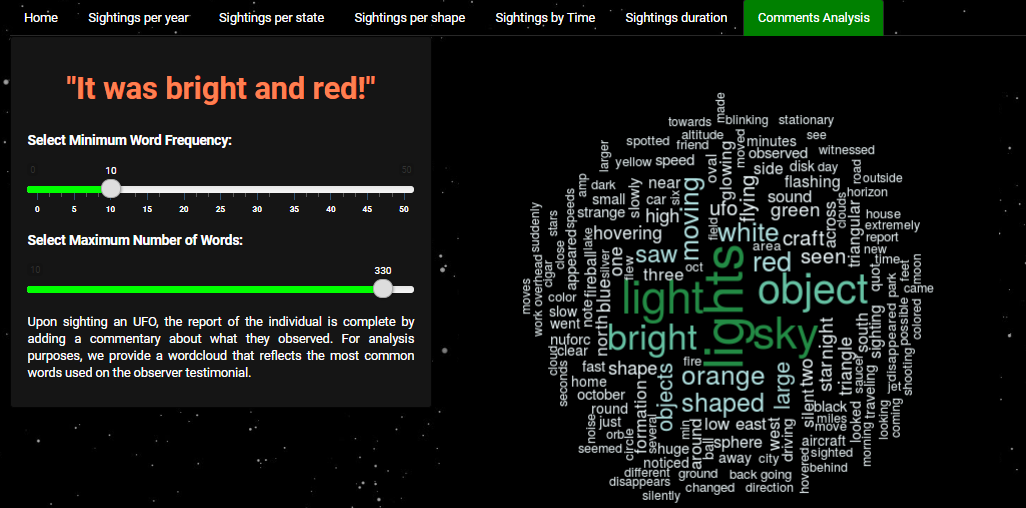 Home Sightings per year Sightings per state Sightings per shape Sightings by Time Sightings duration Comments Analysis
"It was bright and red!"
Select Minimum Word Frequency:
0 10 50
0 5 10 15 20 25 30 35 40 45 50
Select Maximum Number of Words:
10 330
Upon sighting an UFO, the report of the individual is complete by
adding a commentary about what they observed. For analysis
purposes, we provide a wordcloud that reflects the most common
words used on the observer testimonial.
made
towards
blinking
stationary
altitude
see
spotted
friend
moved
minutes
larger
oval
glowing
observed
witnessed
yellow
speed
side
disk
day
road
amp
dark
slowly
near
six
moving
flying
flashing
outside
small
car
sound
horizon
speeds
strange
high
ufo
green
clouds
house
suddenly
stars
hovering
field
white
across
triangular
extremely
appeared
lake
one
saw
area
craft
report
close
fireball
silver
flew
three
oct
lights
red
seen
new
overhead
cigar
quot
time
feet
moon
moves
work
color
note
blue
light
object
park
came
slow
north
bright
sky
south
sighting
disappeared
possible
colored
went
nuforc
clear
cloud
fire
star
night
triangle
saucer
shooting
fast
shape
objects
orange
large
two
traveling
jet
seconds
home
october
formation
shaped
silent
black
looked
looking
coming
round
miles
noise
just
several
min
low
east
west
driving
move
orb
circle
around
ball
sphere
aircraft
morning
seemed
huge
sighted
noticed
away
city
hovered
behind
different
ground
back
going
disappears
changed
direction
silently